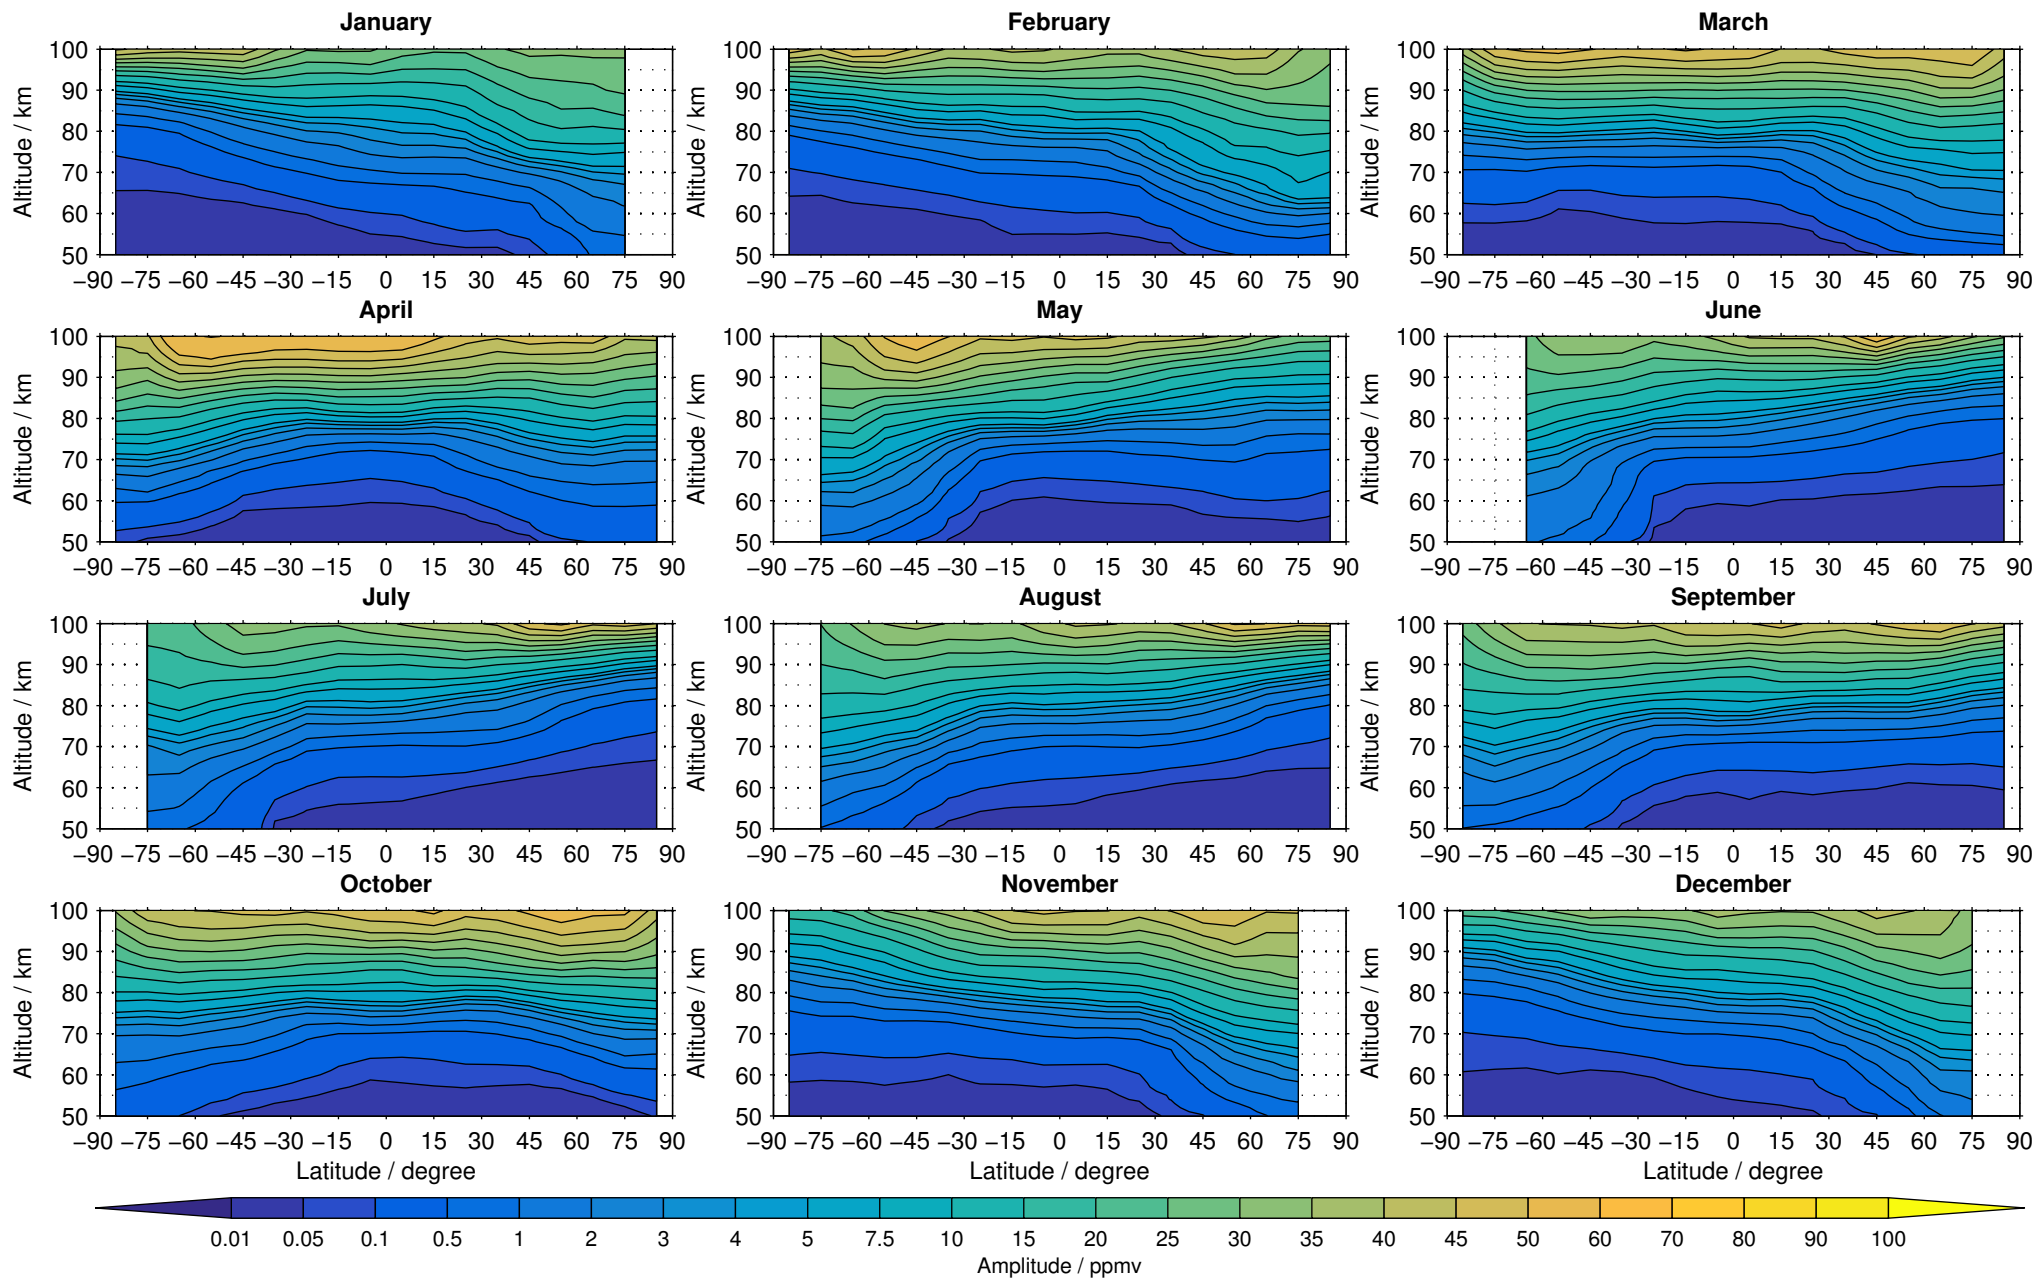 January February March
100 100 100
90 90 90
80 80 80
70 70 70
60 60 60
50 50 50
Altitude / km Altitude / km Altitude / km
−90 −75 −60 −45 −30 −15 0 15 30 45 60 75 90 −90 −75 −60 −45 −30 −15 0 15 30 45 60 75 90 −90 −75 −60 −45 −30 −15 0 15 30 45 60 75 90
April May June
100 100 100
90 90 90
80 80 80
70 70 70
60 60 60
50 50 50
Altitude / km Altitude / km Altitude / km
−90 −75 −60 −45 −30 −15 0 15 30 45 60 75 90 −90 −75 −60 −45 −30 −15 0 15 30 45 60 75 90 −90 −75 −60 −45 −30 −15 0 15 30 45 60 75 90
July August September
100 100 100
90 90 90
80 80 80
70 70 70
60 60 60
50 50 50
Altitude / km Altitude / km Altitude / km
−90 −75 −60 −45 −30 −15 0 15 30 45 60 75 90 −90 −75 −60 −45 −30 −15 0 15 30 45 60 75 90 −90 −75 −60 −45 −30 −15 0 15 30 45 60 75 90
October November December
100 100 100
90 90 90
80 80 80
70 70 70
60 60 60
50 50 50
Altitude / km Altitude / km Altitude / km
−90 −75 −60 −45 −30 −15 0 15 30 45 60 75 90 −90 −75 −60 −45 −30 −15 0 15 30 45 60 75 90 −90 −75 −60 −45 −30 −15 0 15 30 45 60 75 90
Latitude / degree Latitude / degree Latitude / degree
0.01 0.05 0.1 0.5 1 2 3 4 5 7.5 10 15 20 25 30 35 40 45 50 60 70 80 90 100
Amplitude / ppmv